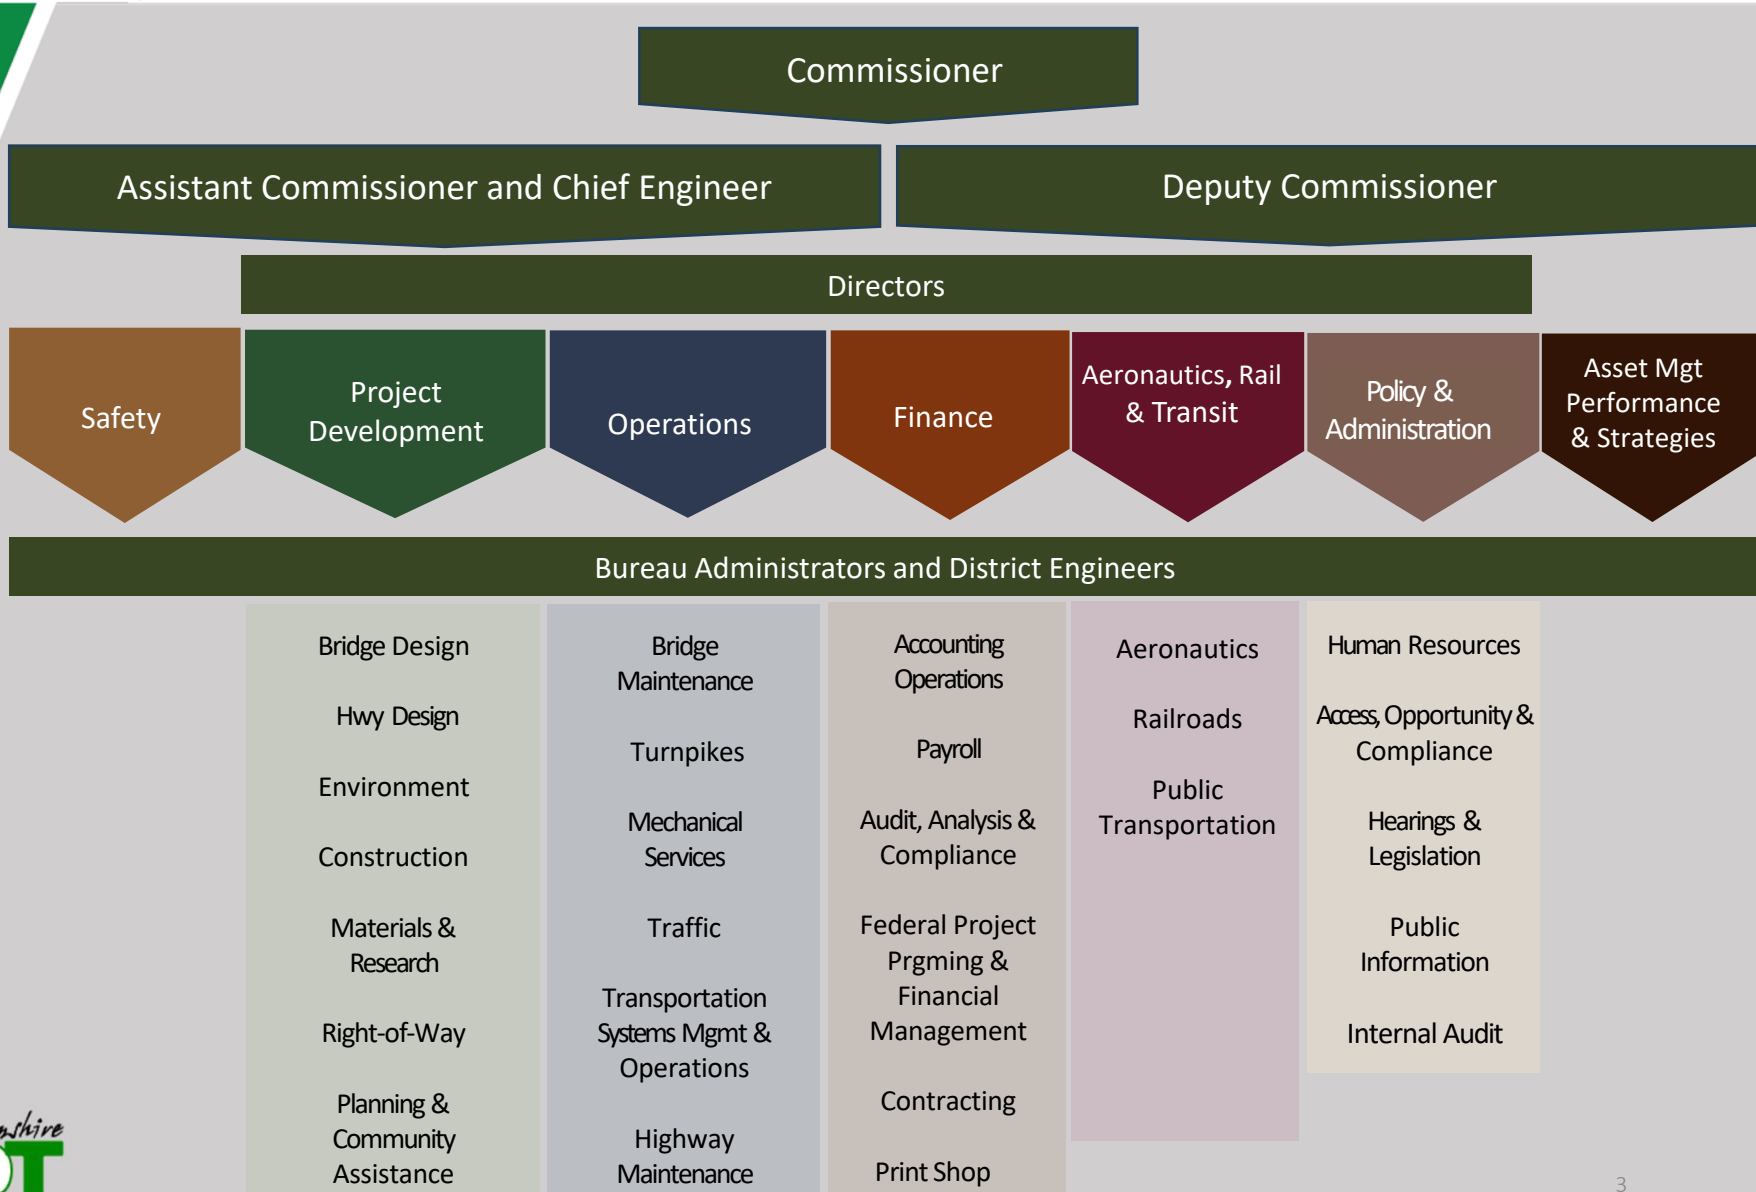 Commissioner
Assistant Commissioner and Chief Engineer
Deputy Commissioner
Directors
Safety
Project
Development
Operations
Finance
Aeronautics, Rail
& Transit
Policy &
Administration
Asset Mgt
Performance
& Strategies
Bureau Administrators and District Engineers
Bridge Design
Hwy Design
Environment
Construction
Materials &
Research
Right-of-Way
Planning &
Community
Assistance
Bridge
Maintenance
Turnpikes
Mechanical
Services
Traffic
Transportation
Systems Mgmt &
Operations
Highway
Maintenance
Accounting
Operations
Payroll
Audit, Analysis &
Compliance
Federal Project
Prgming &
Financial
Management
Contracting
Print Shop
Aeronautics
Railroads
Public
Transportation
Human Resources
Access, Opportunity &
Compliance
Hearings &
Legislation
Public
Information
Internal Audit
3